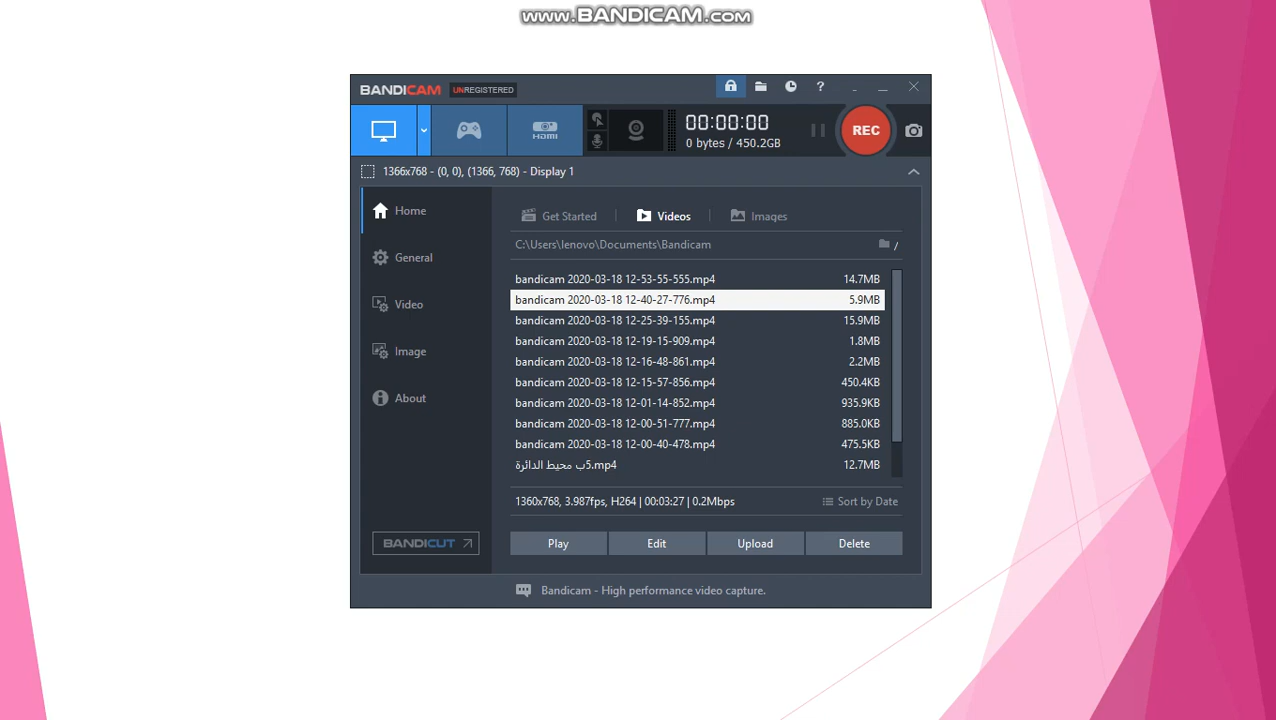 www.BANDICAM.com
BANDICAM UNREGISTERED ?
HDMI 00:00:00 REC
0 bytes / 450.2GB
1366x768 - (0, 0), (1366, 768) - Display 1
Home
General
Video
Image
About
BANDICUT
Get Started | Videos | Images
C:\Users\lenovo\Documents\Bandicam /
bandicam 2020-03-18 12-53-55-555.mp4 14.7MB
bandicam 2020-03-18 12-40-27-776.mp4 5.9MB
bandicam 2020-03-18 12-25-39-155.mp4 15.9MB
bandicam 2020-03-18 12-19-15-909.mp4 1.8MB
bandicam 2020-03-18 12-16-48-861.mp4 2.2MB
bandicam 2020-03-18 12-15-57-856.mp4 450.4KB
bandicam 2020-03-18 12-01-14-852.mp4 935.9KB
bandicam 2020-03-18 12-00-51-777.mp4 885.0KB
bandicam 2020-03-18 12-00-40-478.mp4 475.5KB
5ب محيط الدائرة.mp4 12.7MB
1360x768, 3.987fps, H264 | 00:03:27 | 0.2Mbps Sort by Date
Play Edit Upload Delete
Bandicam - High performance video capture.